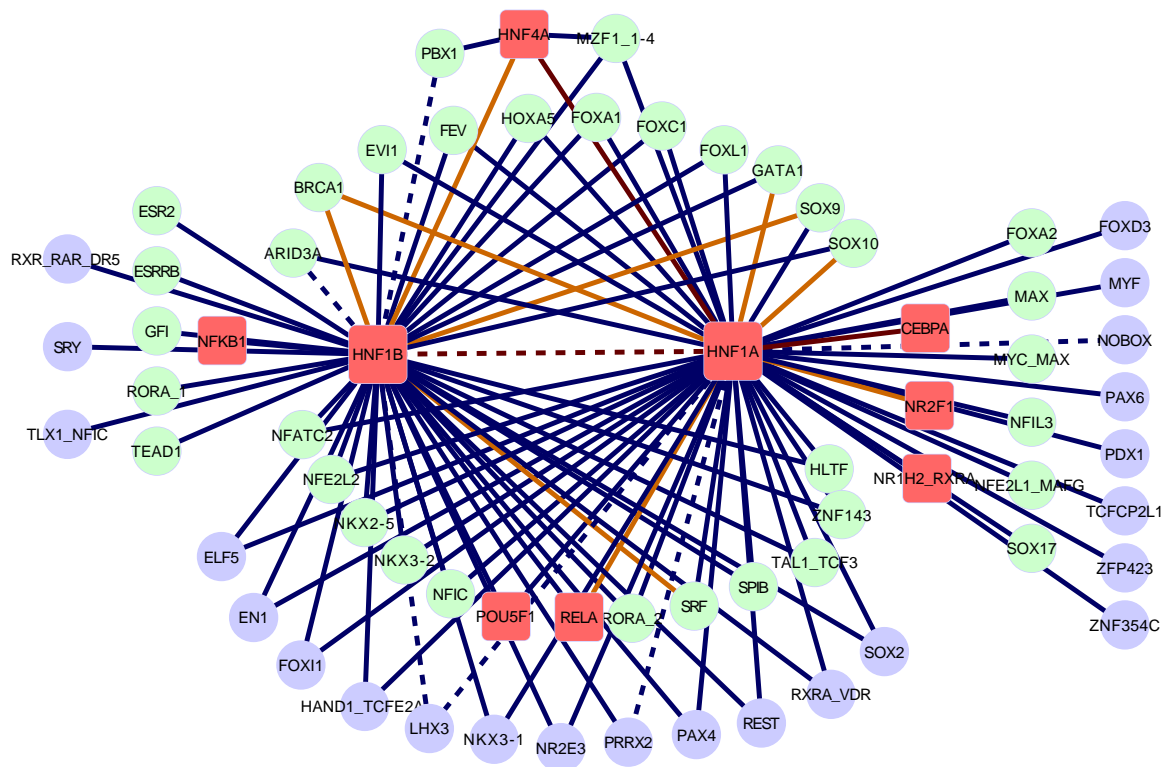 HNF4A
MZF1_1-4
PBX1
HOXA5
FOXA1
FEV
FOXC1
EVI1
FOXL1
GATA1
BRCA1
SOX9
ESR2
FOXD3
FOXA2
SOX10
ARID3A
RXR_RAR_DR5
ESRRB
MYF
MAX
GFI
NFKB1
CEBPA
SRY
HNF1B
HNF1A
NOBOX
MYC_MAX
RORA_1
PAX6
NR2F1
TLX1_NFIC
NFATC2
NFIL3
TEAD1
PDX1
HLTF
NR1H2_RXRA
NFE2L2
NFE2L1_MAFG
ZNF143
TCFCP2L1
NKX2-5
SOX17
ELF5
NKX3-2
TAL1_TCF3
ZFP423
SPIB
NFIC
SRF
EN1
POU5F1
RELA
RORA_2
ZNF354C
FOXI1
SOX2
RXRA_VDR
HAND1_TCFE2A
REST
LHX3
NKX3-1
PAX4
NR2E3
PRRX2